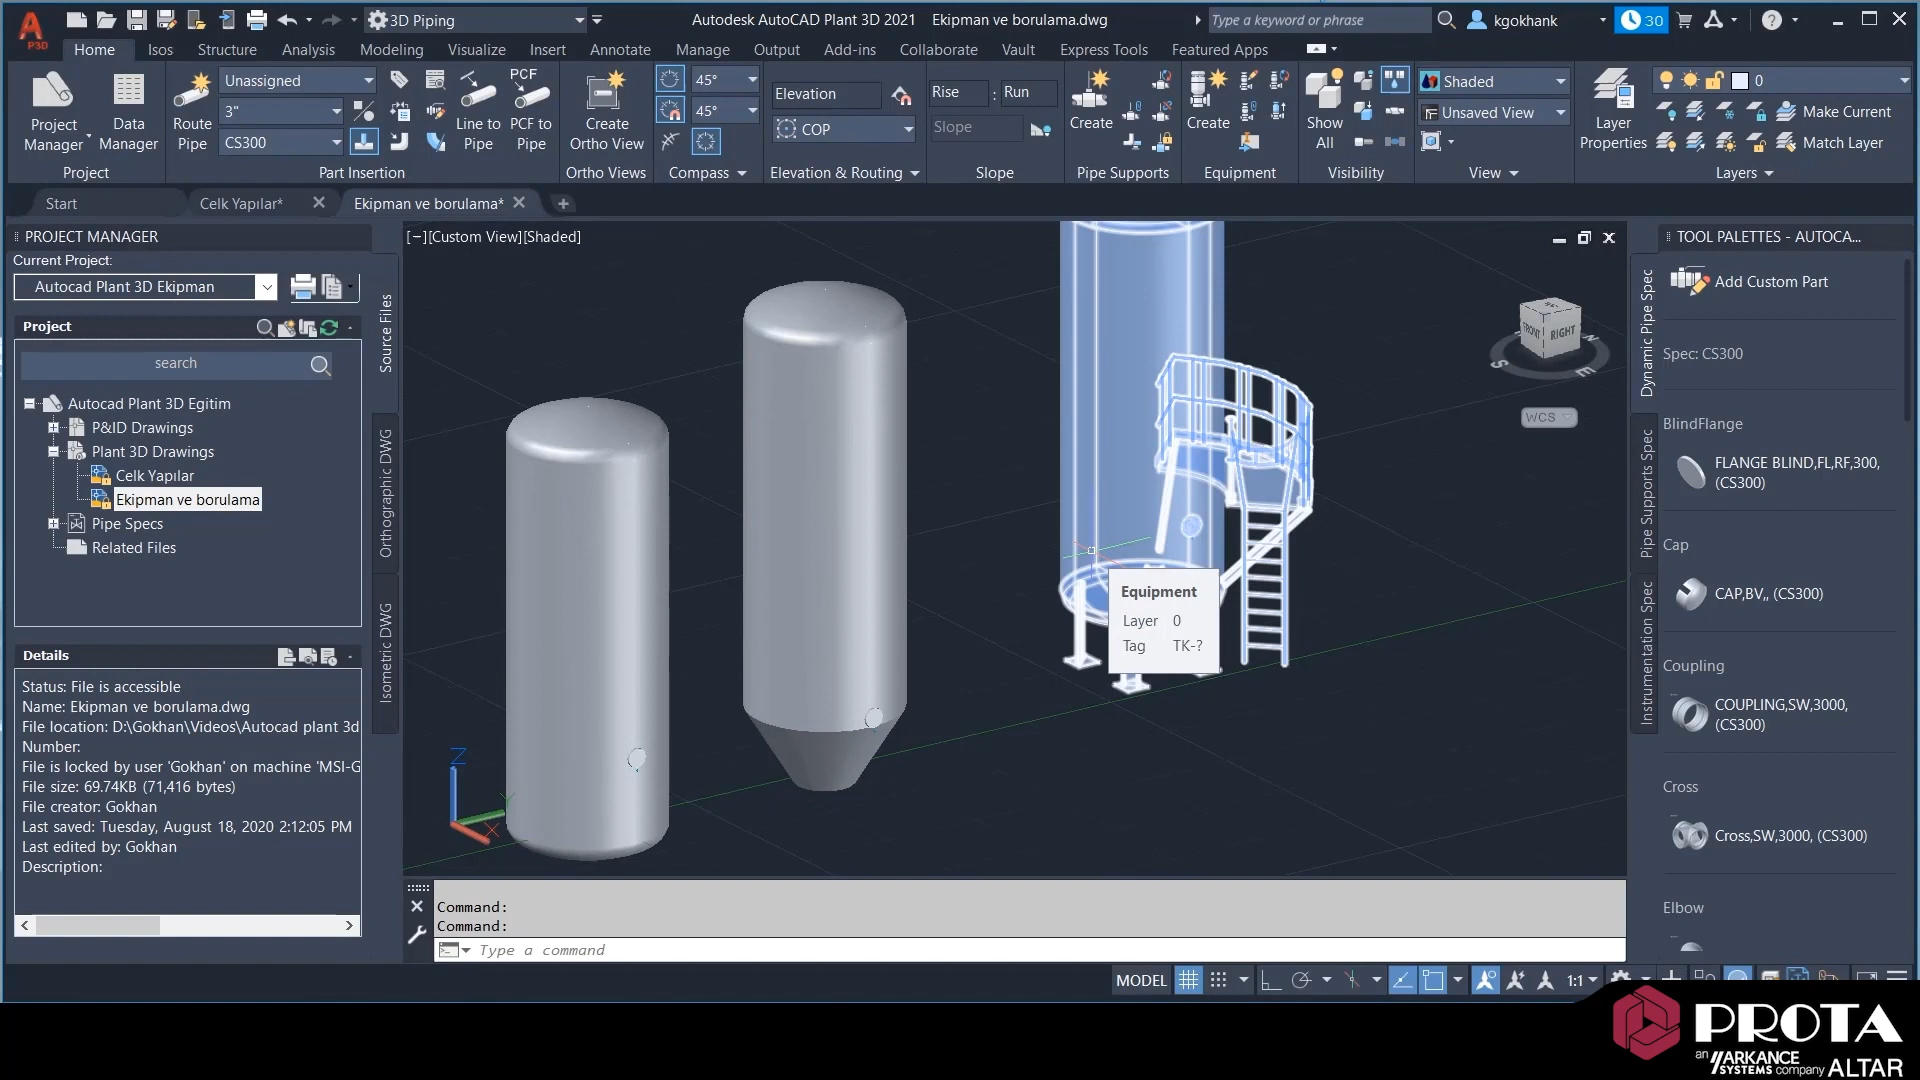 P3D
3D Piping
Autodesk AutoCAD Plant 3D 2021 Ekipman ve borulama.dwg
Type a keyword or phrase
kgokhank
30
Home Isos Structure Analysis Modeling Visualize Insert Annotate Manage Output Add-ins Collaborate Vault Express Tools Featured Apps
Project
Manager
Data
Manager
Project
Route
Pipe
Unassigned
3"
CS300
Line to
Pipe
PCF
PCF to
Pipe
Part Insertion
Create
Ortho View
Ortho Views
45°
45°
Compass
Elevation
COP
Elevation & Routing
Rise : Run
Slope
Slope
Create
Pipe Supports
Create
Equipment
Show
All
Visibility
Shaded
Unsaved View
View
Layer
Properties
0
Make Current
Match Layer
Layers
Start
Celk Yapılar*
Ekipman ve borulama*
PROJECT MANAGER
Current Project:
Autocad Plant 3D Ekipman
Project
search
Autocad Plant 3D Egitim
P&ID Drawings
Plant 3D Drawings
Celk Yapılar
Ekipman ve borulama
Pipe Specs
Related Files
Source Files
Orthographic DWG
Isometric DWG
Details
Status: File is accessible
Name: Ekipman ve borulama.dwg
File location: D:\Gokhan\Videos\Autocad plant 3d
Number:
File is locked by user 'Gokhan' on machine 'MSI-G
File size: 69.74KB (71,416 bytes)
File creator: Gokhan
Last saved: Tuesday, August 18, 2020 2:12:05 PM
Last edited by: Gokhan
Description:
[−][Custom View][Shaded]
FRONT
RIGHT
S
E
N
WCS
Z
Y
X
Equipment
Layer 0
Tag TK-?
Command:
Command:
Type a command
MODEL
1:1
TOOL PALETTES - AUTOCA...
Dynamic Pipe Spec
Pipe Supports Spec
Instrumentation Spec
Add Custom Part
Spec: CS300
BlindFlange
FLANGE BLIND,FL,RF,300,
(CS300)
Cap
CAP,BV,, (CS300)
Coupling
COUPLING,SW,3000,
(CS300)
Cross
Cross,SW,3000, (CS300)
Elbow
PROTA
an ARKANCE
SYSTEMS company ALTAR